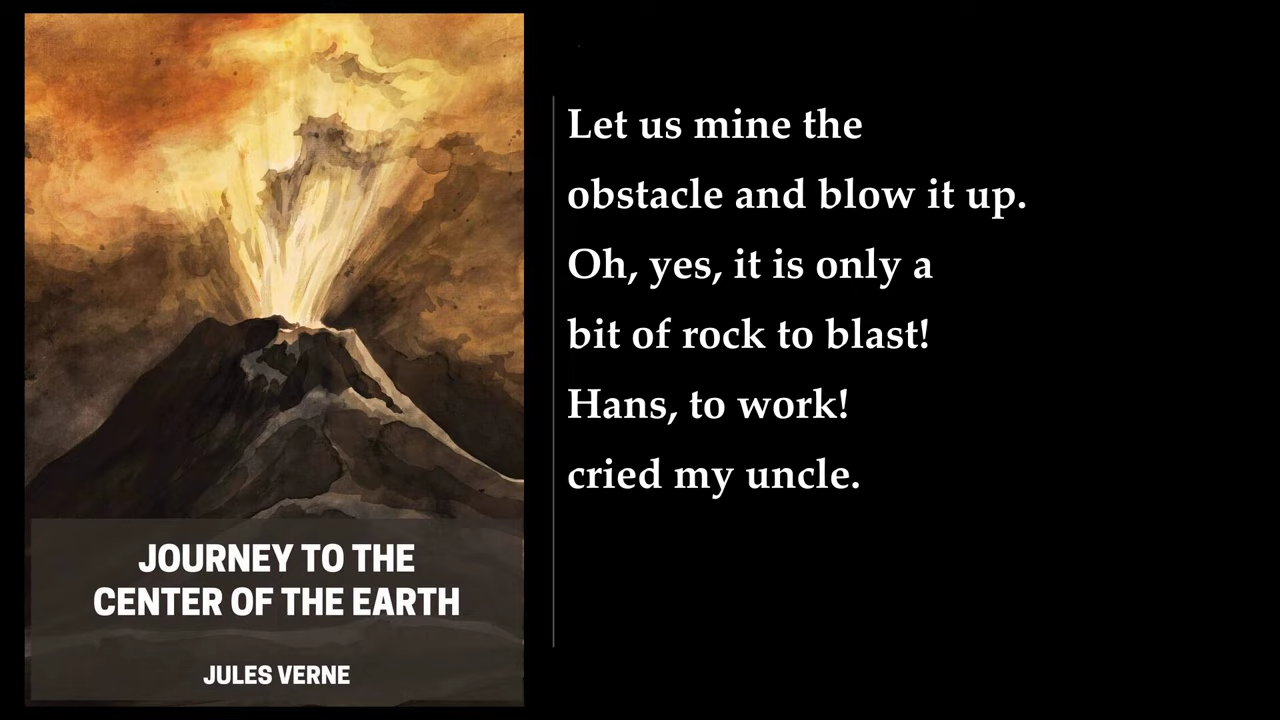 JOURNEY TO THE
CENTER OF THE EARTH
JULES VERNE
Let us mine the
obstacle and blow it up.
Oh, yes, it is only a
bit of rock to blast!
Hans, to work!
cried my uncle.